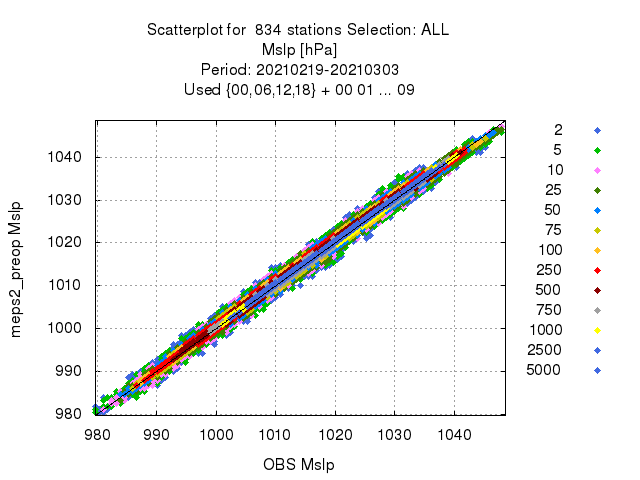 Scatterplot for 834 stations Selection: ALL
Mslp [hPa]
Period: 20210219-20210303
Used {00,06,12,18} + 00 01 ... 09
meps2_preop Mslp
1040
1030
1020
1010
1000
990
980
980 990 1000 1010 1020 1030 1040
OBS Mslp
2
5
10
25
50
75
100
250
500
750
1000
2500
5000